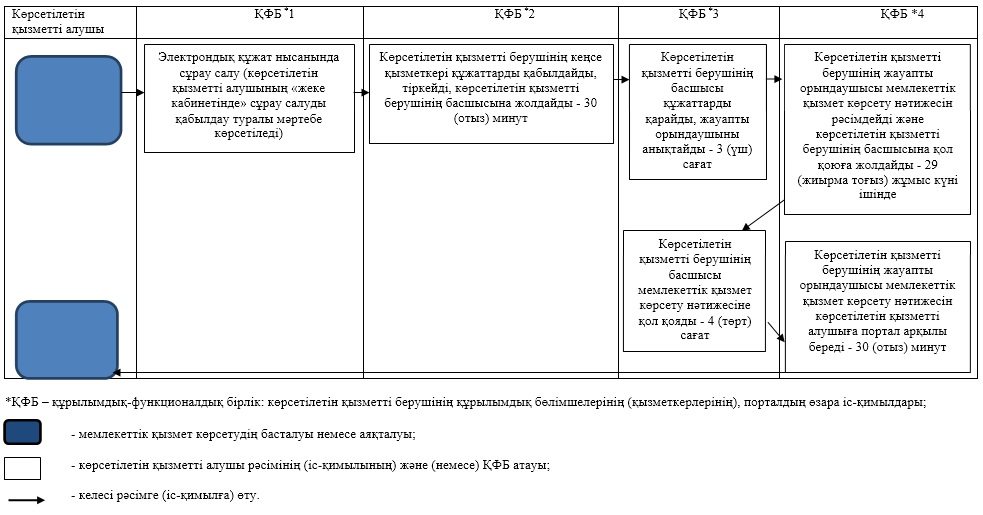 Көрсетілетін
қызметті алушы
ҚФБ *1
ҚФБ *2
ҚФБ *3
ҚФБ *4
Электрондық құжат нысанында
сұрау салу (көрсетілетін
қызметті алушының «жеке
кабинетінде» сұрау салуды
қабылдау туралы мәртебе
көрсетіледі)
Көрсетілетін қызметті берушінің кеңсе
қызметкері құжаттарды қабылдайды,
тіркейді, көрсетілетін қызметті
берушінің басшысына жолдайды - 30
(отыз) минут
Көрсетілетін
қызметті берушінің
басшысы
құжаттарды
қарайды, жауапты
орындаушыны
анықтайды - 3 (үш)
сағат
Көрсетілетін қызметті
берушінің жауапты
орындаушысы мемлекеттік
қызмет көрсету нәтижесін
рәсімдейді және
көрсетілетін қызметті
берушінің басшысына қол
қоюға жолдайды - 29
(жиырма тоғыз) жұмыс күні
ішінде
Көрсетілетін
қызметті берушінің
басшысы
мемлекеттік қызмет
көрсету нәтижесіне
қол қояды - 4 (төрт)
сағат
Көрсетілетін қызметті
берушінің жауапты
орындаушысы мемлекеттік
қызмет көрсету нәтижесін
көрсетілетін қызметті
алушыға портал арқылы
береді - 30 (отыз) минут
*ҚФБ – құрылымдық-функционалдық бірлік: көрсетілетін қызметті берушінің құрылымдық бөлімшелерінің (қызметкерлерінің), порталдың өзара іс-қимылдары;
- мемлекеттік қызмет көрсетудің басталуы немесе аяқталуы;
- көрсетілетін қызметті алушы рәсімінің (іс-қимылының) және (немесе) ҚФБ атауы;
- келесі рәсімге (іс-қимылға) өту.